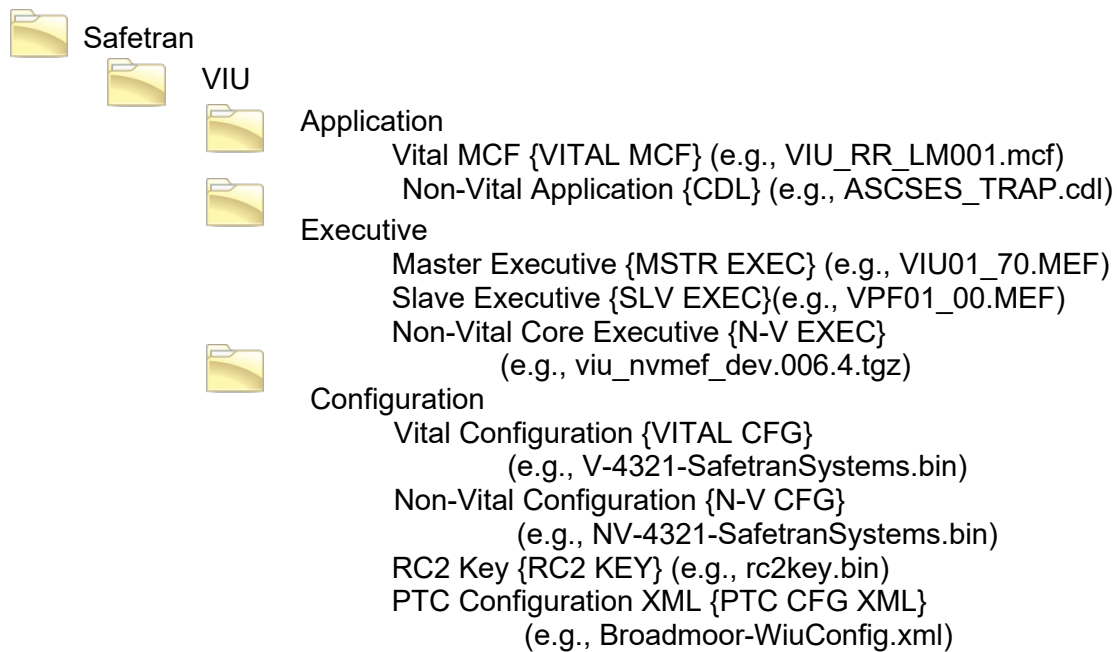 Safetran
VIU
Application
Vital MCF {VITAL MCF} (e.g., VIU_RR_LM001.mcf)
Non-Vital Application {CDL} (e.g., ASCSES_TRAP.cdl)
Executive
Master Executive {MSTR EXEC} (e.g., VIU01_70.MEF)
Slave Executive {SLV EXEC}(e.g., VPF01_00.MEF)
Non-Vital Core Executive {N-V EXEC}
(e.g., viu_nvmef_dev.006.4.tgz)
Configuration
Vital Configuration {VITAL CFG}
(e.g., V-4321-SafetranSystems.bin)
Non-Vital Configuration {N-V CFG}
(e.g., NV-4321-SafetranSystems.bin)
RC2 Key {RC2 KEY} (e.g., rc2key.bin)
PTC Configuration XML {PTC CFG XML}
(e.g., Broadmoor-WiuConfig.xml)